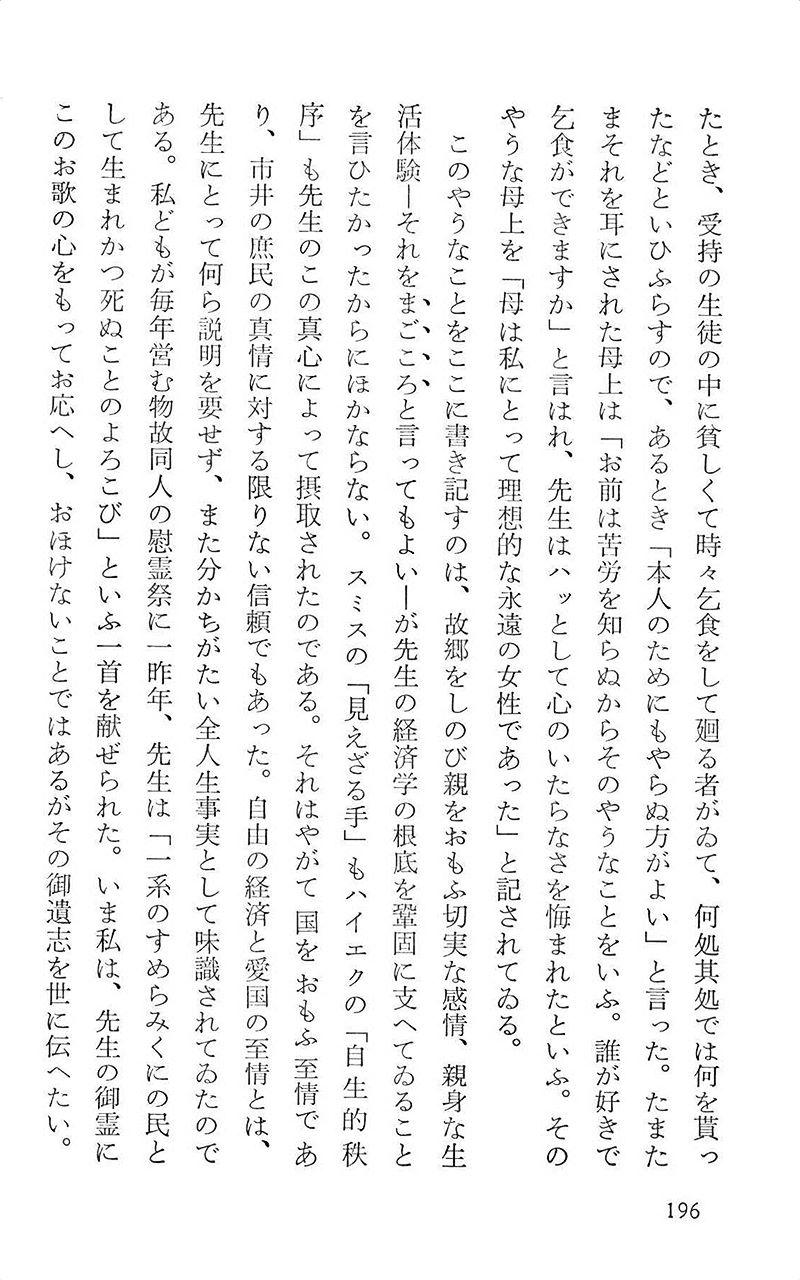 たとき、受持の生徒の中に貧しくて時々乞食をして廻る者がゐて、何処其処では何を貰っ
たなどといひふらすので、あるとき「本人のためにもやらぬ方がよい」と言った。たまた
まそれを耳にされた母上は「お前は苦労を知らぬからそのやうなことをいふ。誰が好きで
乞食ができますか」と言はれ、先生はハッとして心のいたらなさを悔まれたといふ。その
やうな母上を「母は私にとって理想的な永遠の女性であった」と記されてゐる。
このやうなことをここに書き記すのは、故郷をしのび親をおもふ切実な感情、親身な生
活体験ーそれをまごころと言ってもよいーが先生の経済学の根底を鞏固に支へてゐること
を言ひたかったからにほかならない。スミスの「見えざる手」もハイエクの「自生的秩
序」も先生のこの真心によって摂取されたのである。それはやがて国をおもふ至情であ
り、市井の庶民の真情に対する限りない信頼でもあった。自由の経済と愛国の至情とは、
先生にとって何ら説明を要せず、また分かちがたい全人生事実として味識されてゐたので
ある。私どもが毎年営む物故同人の慰霊祭に一昨年、先生は「一系のすめらみくにの民と
して生まれかつ死ぬことのよろこび」といふ一首を献ぜられた。いま私は、先生の御霊に
このお歌の心をもってお応へし、おほけないことではあるがその御遺志を世に伝へたい。
196